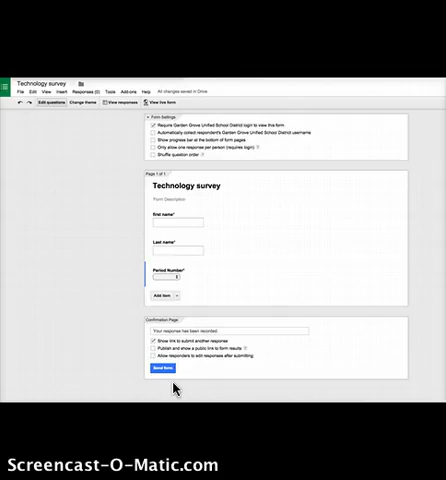 Technology survey
File Edit View Insert Responses (0) Tools Add-ons Help All changes saved in Drive
Edit questions Change theme View responses View live form
Form Settings
Require Garden Grove Unified School District login to view this form
Automatically collect respondent's Garden Grove Unified School District username
Show progress bar at the bottom of form pages
Only allow one response per person (requires login) ?
Shuffle question order ?
Page 1 of 1
Technology survey
Form Description
first name*
Last name*
Period Number*
Add item
Confirmation Page
Your response has been recorded.
Show link to submit another response
Publish and show a public link to form results ?
Allow responders to edit responses after submitting
Send form
Screencast-O-Matic.com